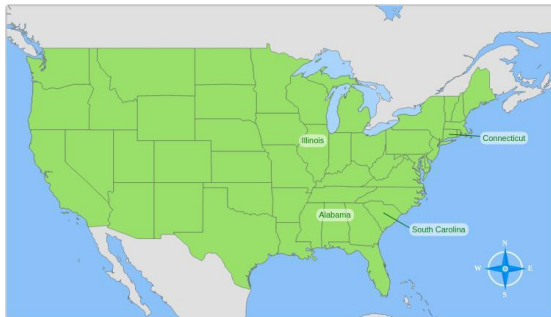 Illinois
Connecticut
Alabama
South Carolina
N
W
E
S